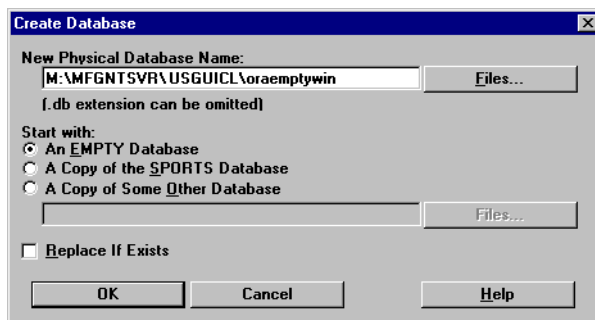 Create Database
New Physical Database Name:
M:\MFGNTSVR\USGUICL\oraemptywin
Files...
(.db extension can be omitted)
Start with:
An EMPTY Database
A Copy of the SPORTS Database
A Copy of Some Other Database
Files...
Replace If Exists
OK Cancel Help